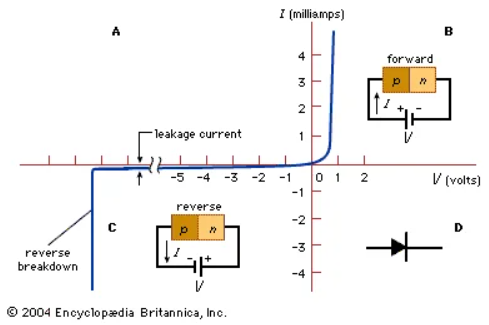 I (milliamps)
A
B
4
3
2
1
forward
p n
I
+ -
V
leakage current
-5 -4 -3 -2 -1 0 1 2
V (volts)
-1
-2
-3
-4
C
reverse
p n
I
- +
V
D
reverse
breakdown
© 2004 Encyclopædia Britannica, Inc.